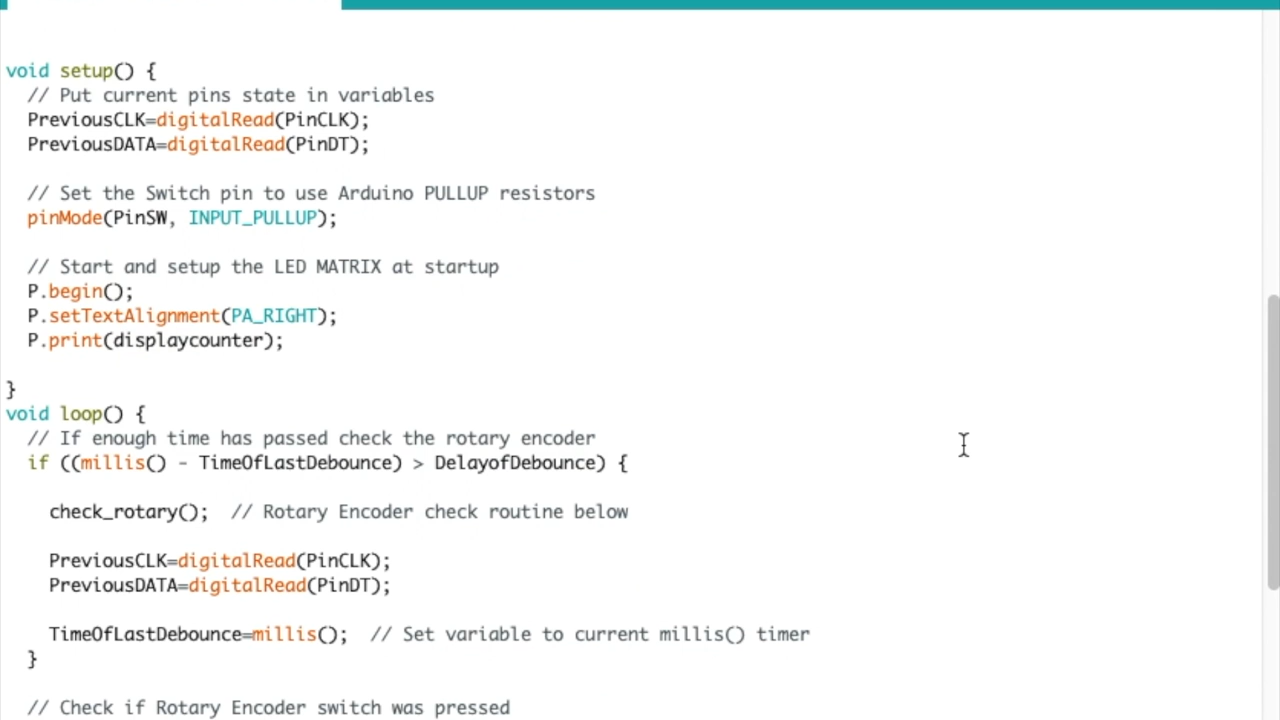 void setup() {
// Put current pins state in variables
PreviousCLK=digitalRead(PinCLK);
PreviousDATA=digitalRead(PinDT);
// Set the Switch pin to use Arduino PULLUP resistors
pinMode(PinSW, INPUT_PULLUP);
// Start and setup the LED MATRIX at startup
P.begin();
P.setTextAlignment(PA_RIGHT);
P.print(displaycounter);
}
void loop() {
// If enough time has passed check the rotary encoder
if ((millis() - TimeOfLastDebounce) > DelayofDebounce) {
check_rotary();  // Rotary Encoder check routine below
PreviousCLK=digitalRead(PinCLK);
PreviousDATA=digitalRead(PinDT);
TimeOfLastDebounce=millis();  // Set variable to current millis() timer
}
// Check if Rotary Encoder switch was pressed